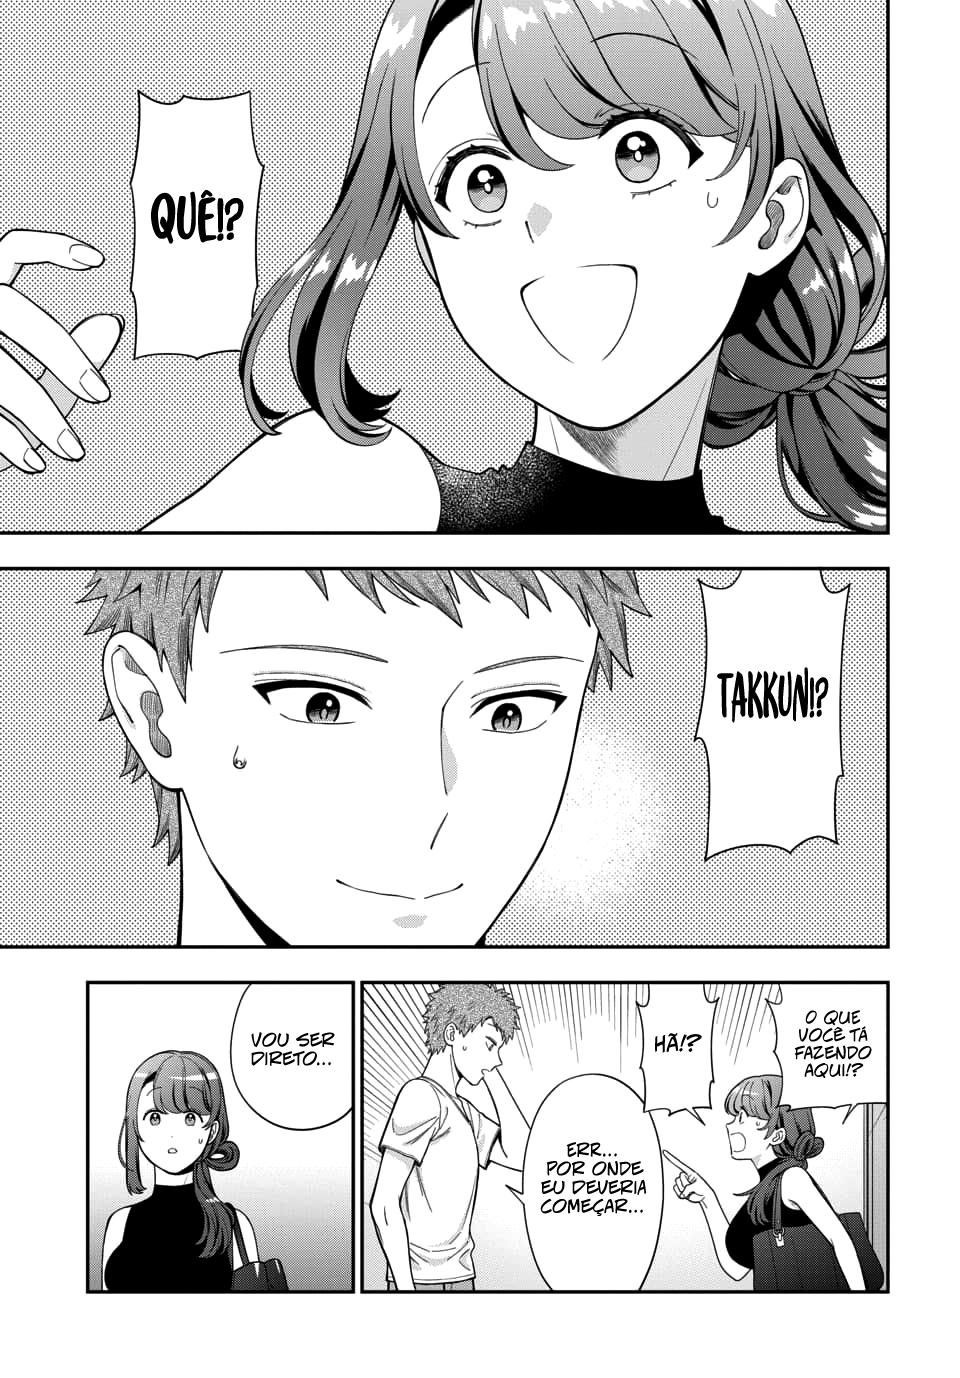 QUÊ!?
TAKKUN!?
O QUE
VOCÊ TÁ
FAZENDO
AQUI!?
HÃ!?
ERR...
POR ONDE
EU DEVERIA
COMEÇAR...
VOU SER
DIRETO...